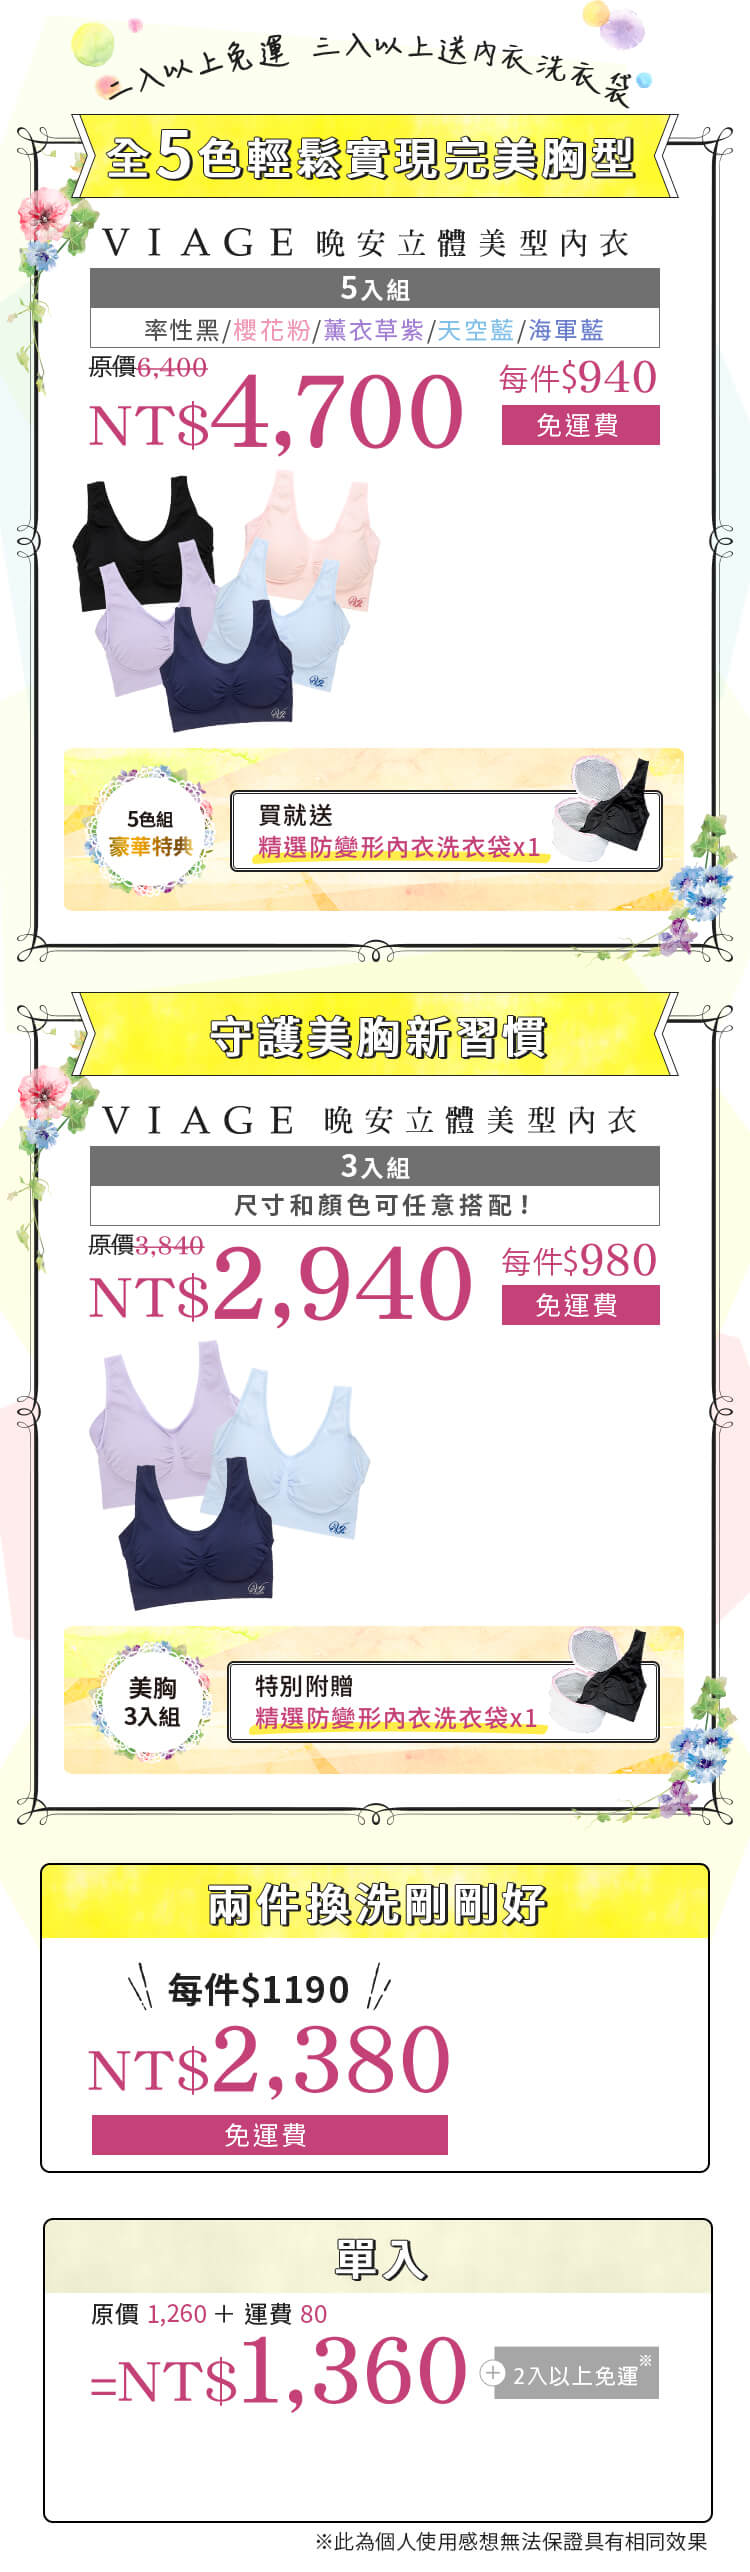 二入以上免運 三入以上送內衣洗衣袋
全5色輕鬆實現完美胸型
VIAGE 晚安立體美型內衣
5入組
率性黑/櫻花粉/薰衣草紫/天空藍/海軍藍
原價6,400
NT$4,700
每件$940
免運費
5色組
豪華特典
買就送
精選防變形內衣洗衣袋x1
守護美胸新習慣
VIAGE 晚安立體美型內衣
3入組
尺寸和顏色可任意搭配!
原價3,840
NT$2,940
每件$980
免運費
美胸
3入組
特別附贈
精選防變形內衣洗衣袋x1
兩件換洗剛剛好
每件$1190
NT$2,380
免運費
單入
原價 1,260 + 運費 80
=NT$1,360
+ 2入以上免運※
※此為個人使用感想無法保證具有相同效果